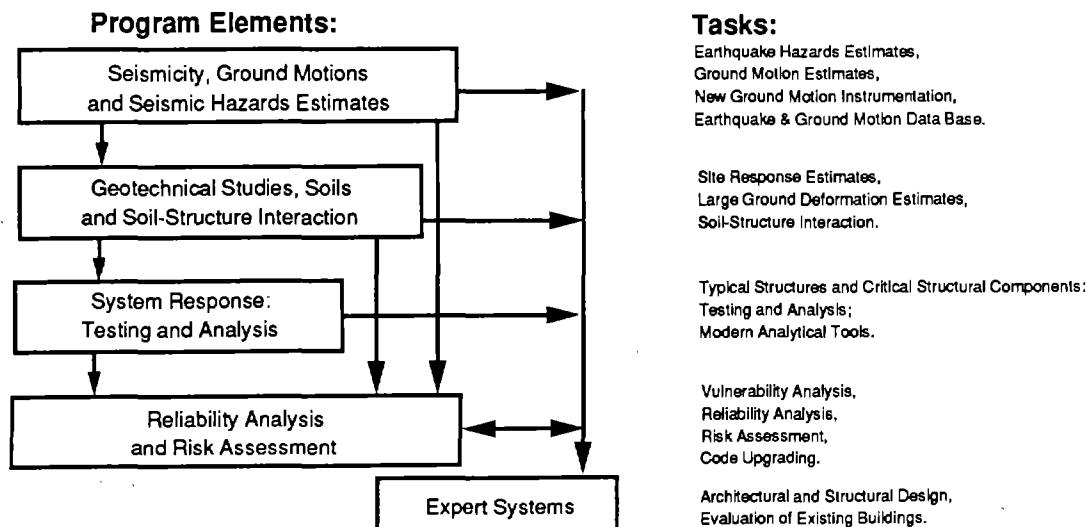 Program Elements:
Seismicity, Ground Motions
and Seismic Hazards Estimates
Geotechnical Studies, Soils
and Soil-Structure Interaction
System Response:
Testing and Analysis
Reliability Analysis
and Risk Assessment
Expert Systems
Tasks:
Earthquake Hazards Estimates,
Ground Motion Estimates,
New Ground Motion Instrumentation,
Earthquake & Ground Motion Data Base.
Site Response Estimates,
Large Ground Deformation Estimates,
Soil-Structure Interaction.
Typical Structures and Critical Structural Components:
Testing and Analysis;
Modern Analytical Tools.
Vulnerability Analysis,
Reliability Analysis,
Risk Assessment,
Code Upgrading.
Architectural and Structural Design,
Evaluation of Existing Buildings.